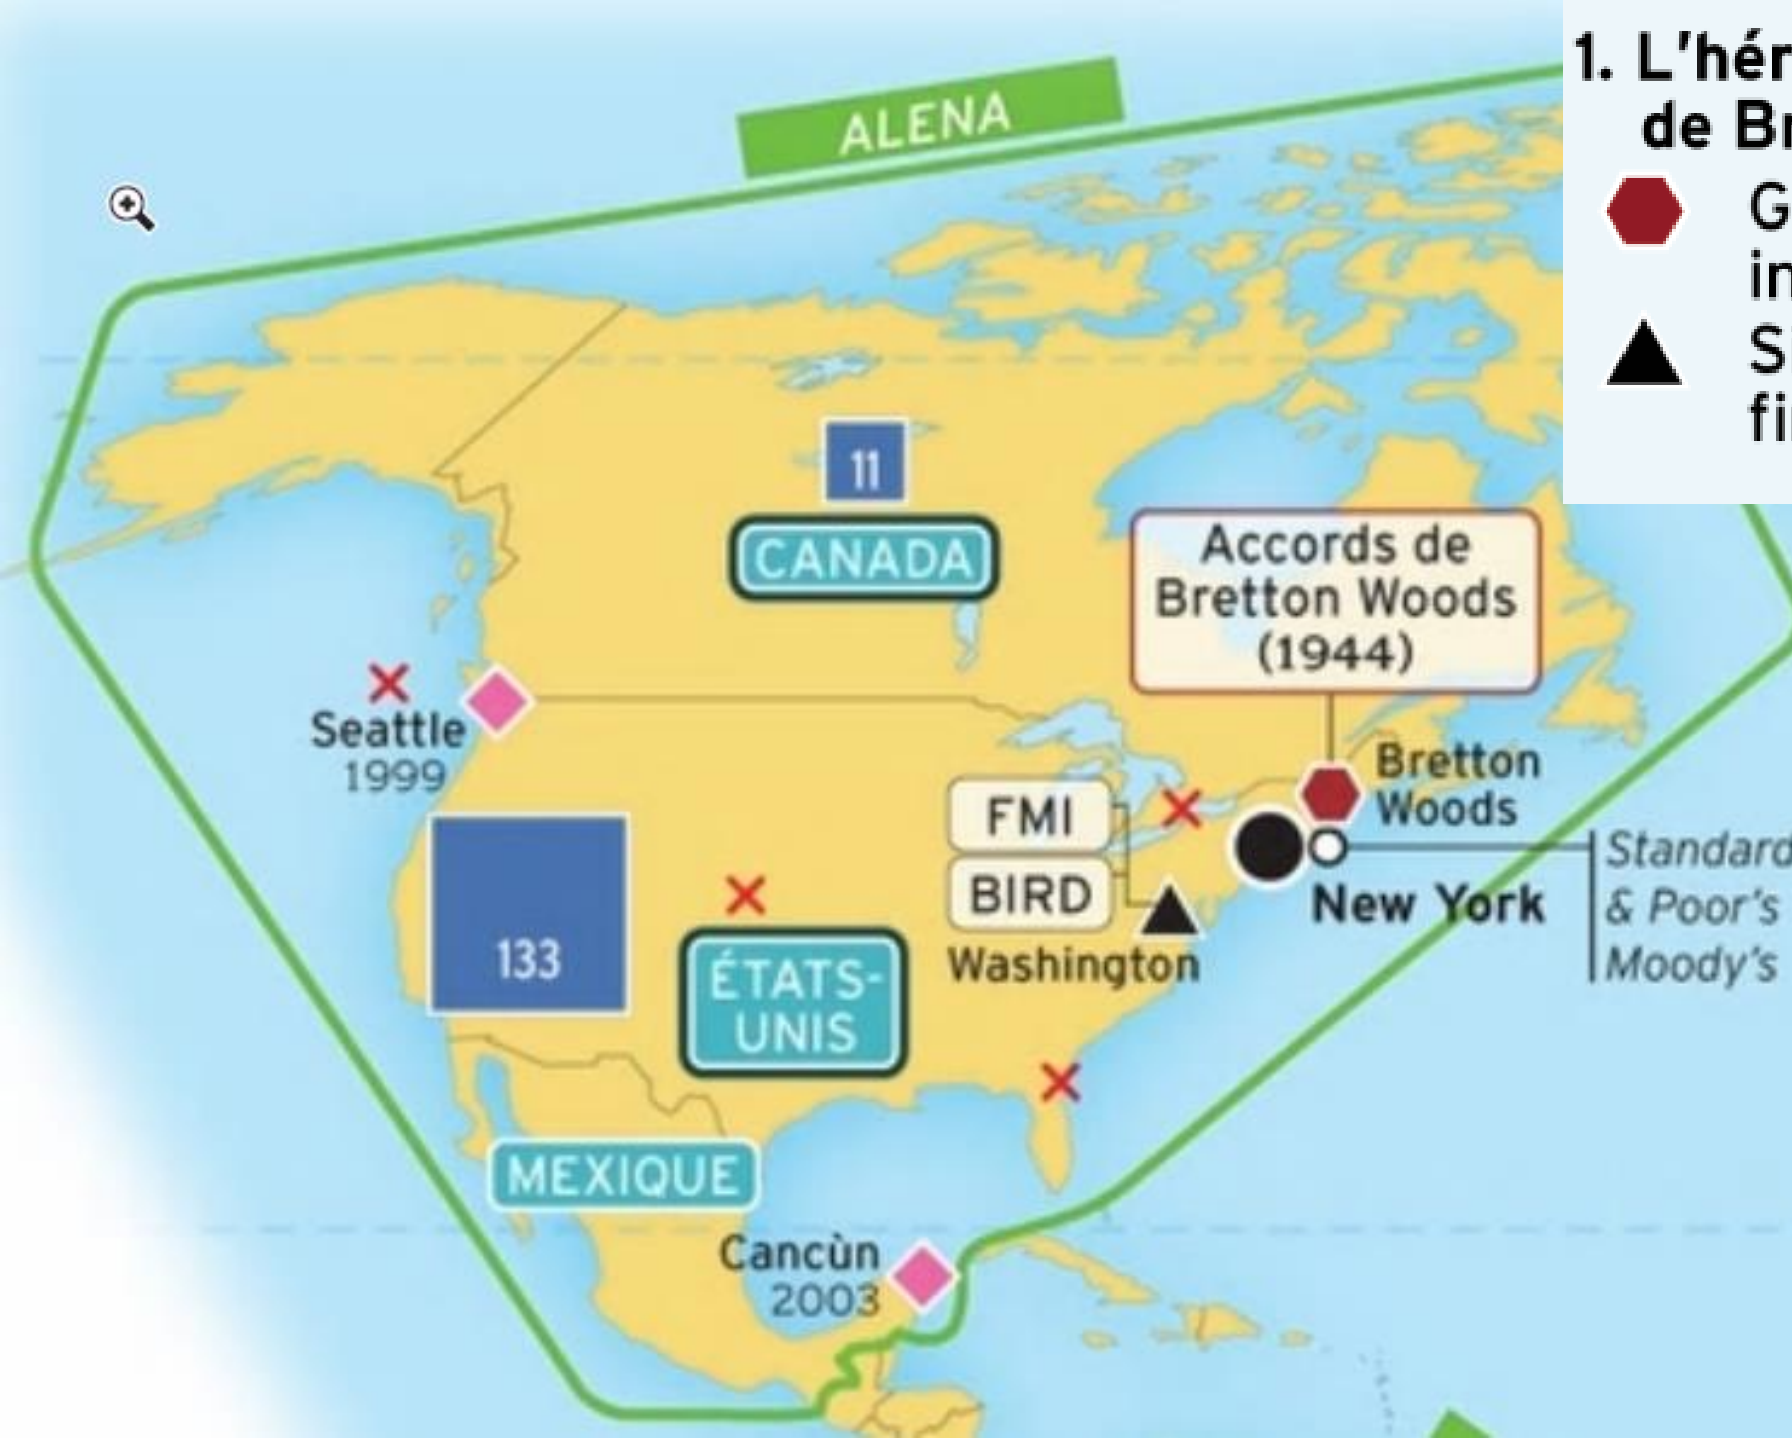 ALENA
1. L'hér
de Br
G
in
S
fi
11
CANADA
Accords de
Bretton Woods
(1944)
Seattle
1999
Bretton
Woods
FMI
BIRD
Washington
New York
Standard
& Poor's
Moody's
133
ÉTATS-
UNIS
MEXIQUE
Cancùn
2003